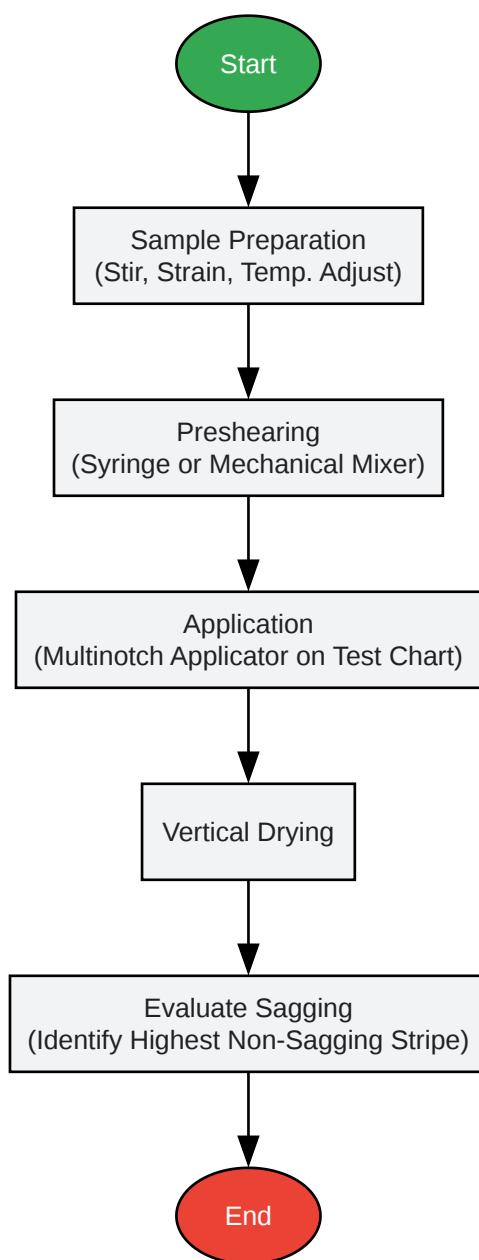 Start
Sample Preparation
(Stir, Strain, Temp. Adjust)
Preshearing
(Syringe or Mechanical Mixer)
Application
(Multinotch Applicator on Test Chart)
Vertical Drying
Evaluate Sagging
(Identify Highest Non-Sagging Stripe)
End